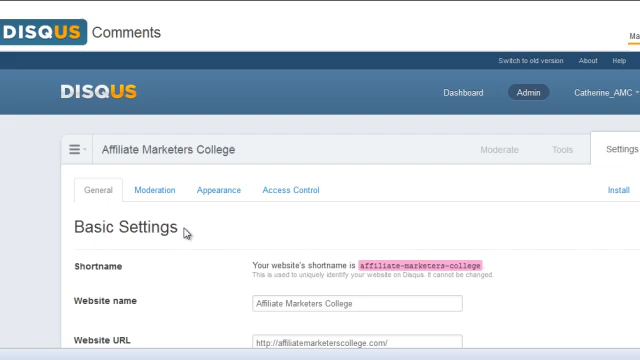 DISQUS Comments
Ma
Switch to old version About Help
DISQUS Dashboard Admin Catherine_AMC
Affiliate Marketers College Moderate Tools Settings
General Moderation Appearance Access Control Install
Basic Settings
Shortname Your website's shortname is affiliate-marketers-college.
This is used to uniquely identify your website on Disqus. It cannot be changed.
Website name Affiliate Marketers College
Website URL http://affiliatemarketerscollege.com/